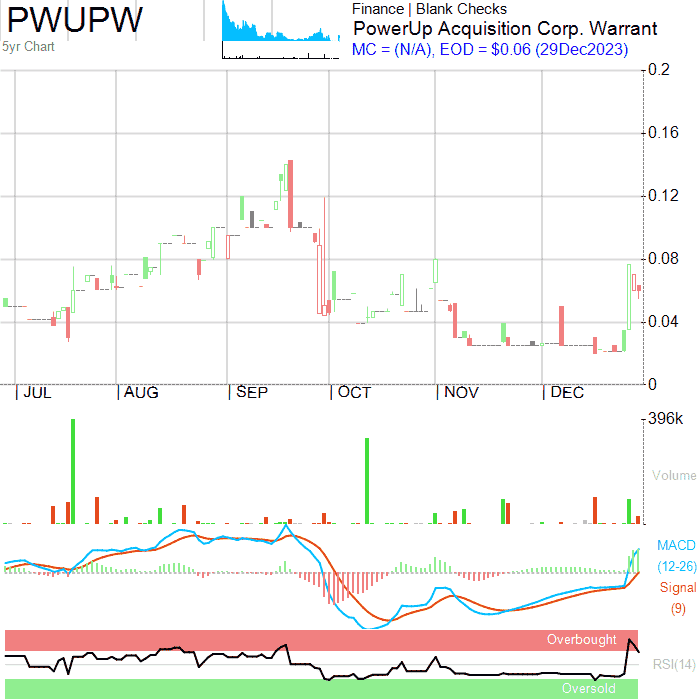 PWUPW
5yr Chart
Finance | Blank Checks
PowerUp Acquisition Corp. Warrant
MC = (N/A), EOD = $0.06 (29Dec2023)
0.2
0.16
0.12
0.08
0.04
0
JUL AUG SEP OCT NOV DEC
396k
Volume
MACD
(12-26)
Signal
(9)
Overbought
RSI(14)
Oversold